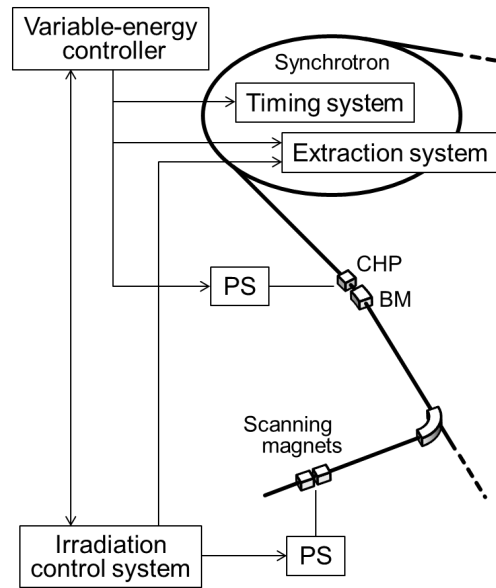 Variable-energy
controller
Synchrotron
Timing system
Extraction system
CHP
PS
BM
Scanning
magnets
Irradiation
control system
PS